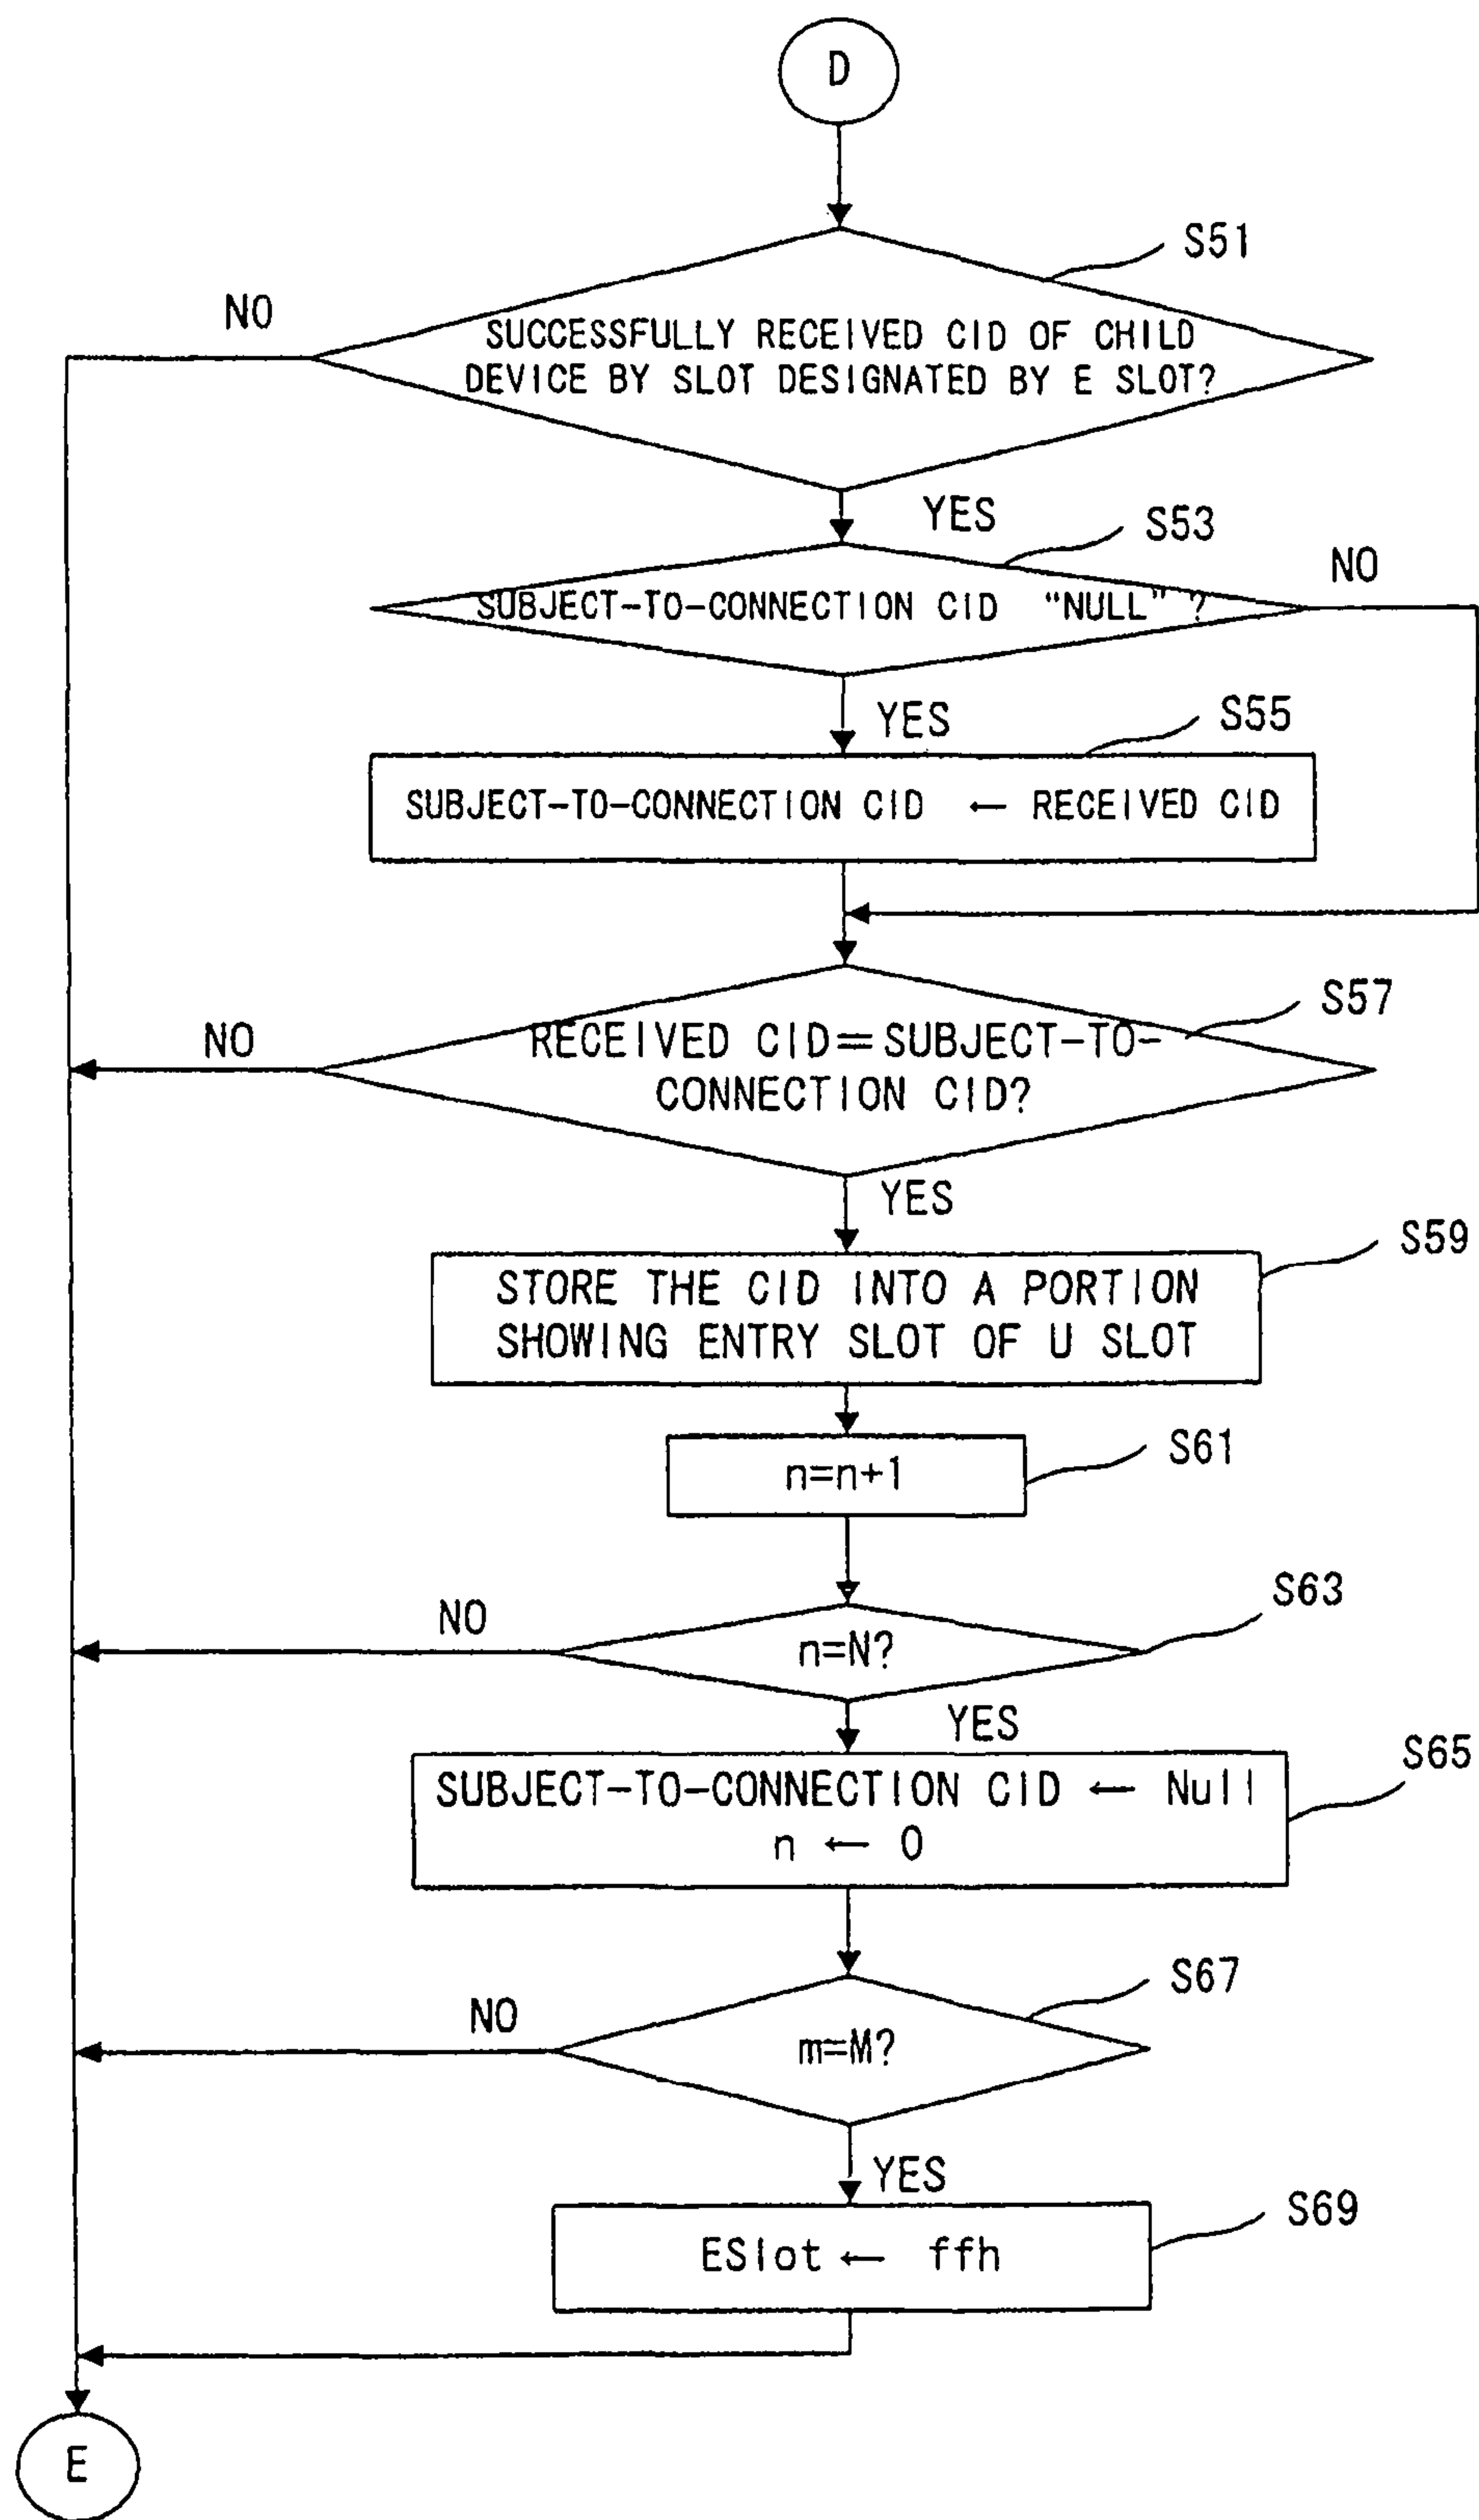 D
S51
NO
SUCCESSFULLY RECEIVED CID OF CHILD
DEVICE BY SLOT DESIGNATED BY E SLOT?
YES
S53
NO
SUBJECT-TO-CONNECTION CID "NULL" ?
YES
S55
SUBJECT-TO-CONNECTION CID ← RECEIVED CID
S57
NO
RECEIVED CID=SUBJECT-TO-
CONNECTION CID?
YES
S59
STORE THE CID INTO A PORTION
SHOWING ENTRY SLOT OF U SLOT
S61
n=n+1
S63
NO
n=N?
YES
S65
SUBJECT-TO-CONNECTION CID ← Null
n ← 0
S67
NO
m=M?
YES
S69
ESlot ← ffh
E